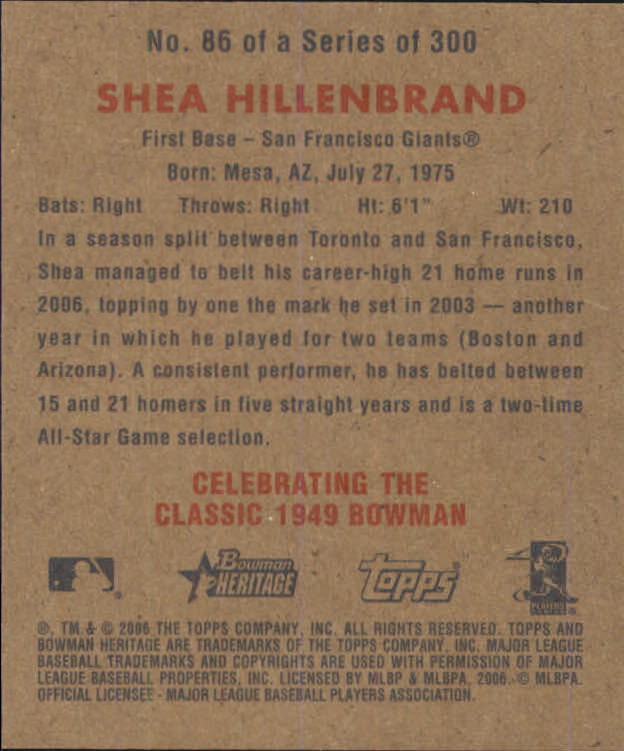 No. 86 of a Series of 300
SHEA HILLENBRAND
First Base – San Francisco Giants®
Born: Mesa, AZ, July 27, 1975
Bats: Right Throws: Right Ht: 6'1" Wt: 210
In a season split between Toronto and San Francisco,
Shea managed to belt his career-high 21 home runs in
2006, topping by one the mark he set in 2003 — another
year in which he played for two teams (Boston and
Arizona). A consistent performer, he has belted between
15 and 21 homers in five straight years and is a two-time
All-Star Game selection.
CELEBRATING THE
CLASSIC 1949 BOWMAN
Bowman
HERITAGE
Topps
PLAYERS
®, TM & © 2006 THE TOPPS COMPANY, INC. ALL RIGHTS RESERVED. TOPPS AND
BOWMAN HERITAGE ARE TRADEMARKS OF THE TOPPS COMPANY, INC. MAJOR LEAGUE
BASEBALL TRADEMARKS AND COPYRIGHTS ARE USED WITH PERMISSION OF MAJOR
LEAGUE BASEBALL PROPERTIES, INC. LICENSED BY MLBP & MLBPA, 2006. © MLBPA.
OFFICIAL LICENSEE - MAJOR LEAGUE BASEBALL PLAYERS ASSOCIATION.